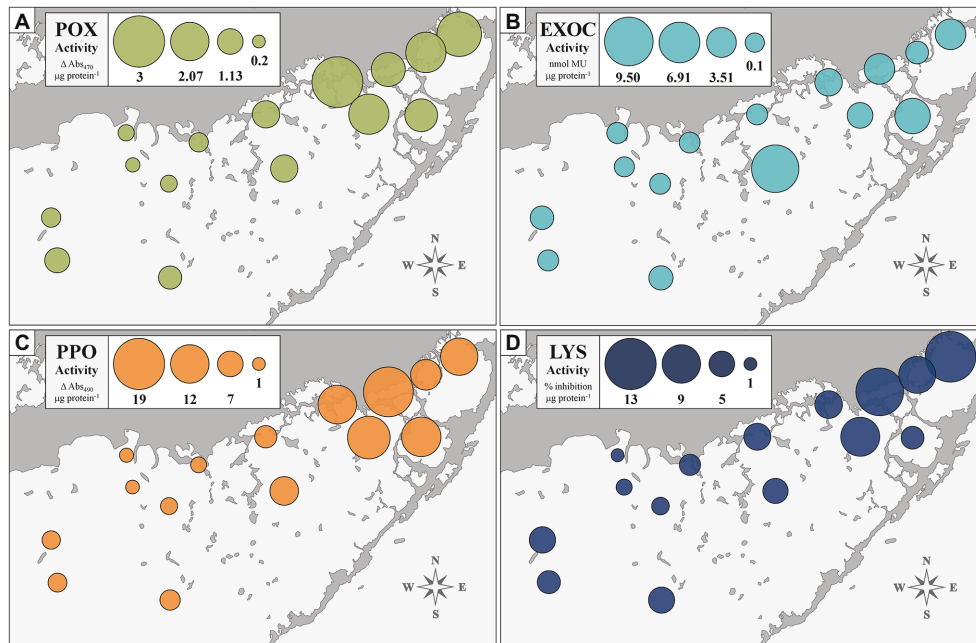 A
POX
Activity
Δ Abs₄₇₀
µg protein⁻¹
3 2.07 1.13 0.2
N
W E
S
B
EXOC
Activity
nmol MU
µg protein⁻¹
9.50 6.91 3.51 0.1
N
W E
S
C
PPO
Activity
Δ Abs₄₉₀
µg protein⁻¹
19 12 7 1
N
W E
S
D
LYS
Activity
% inhibition
µg protein⁻¹
13 9 5 1
N
W E
S